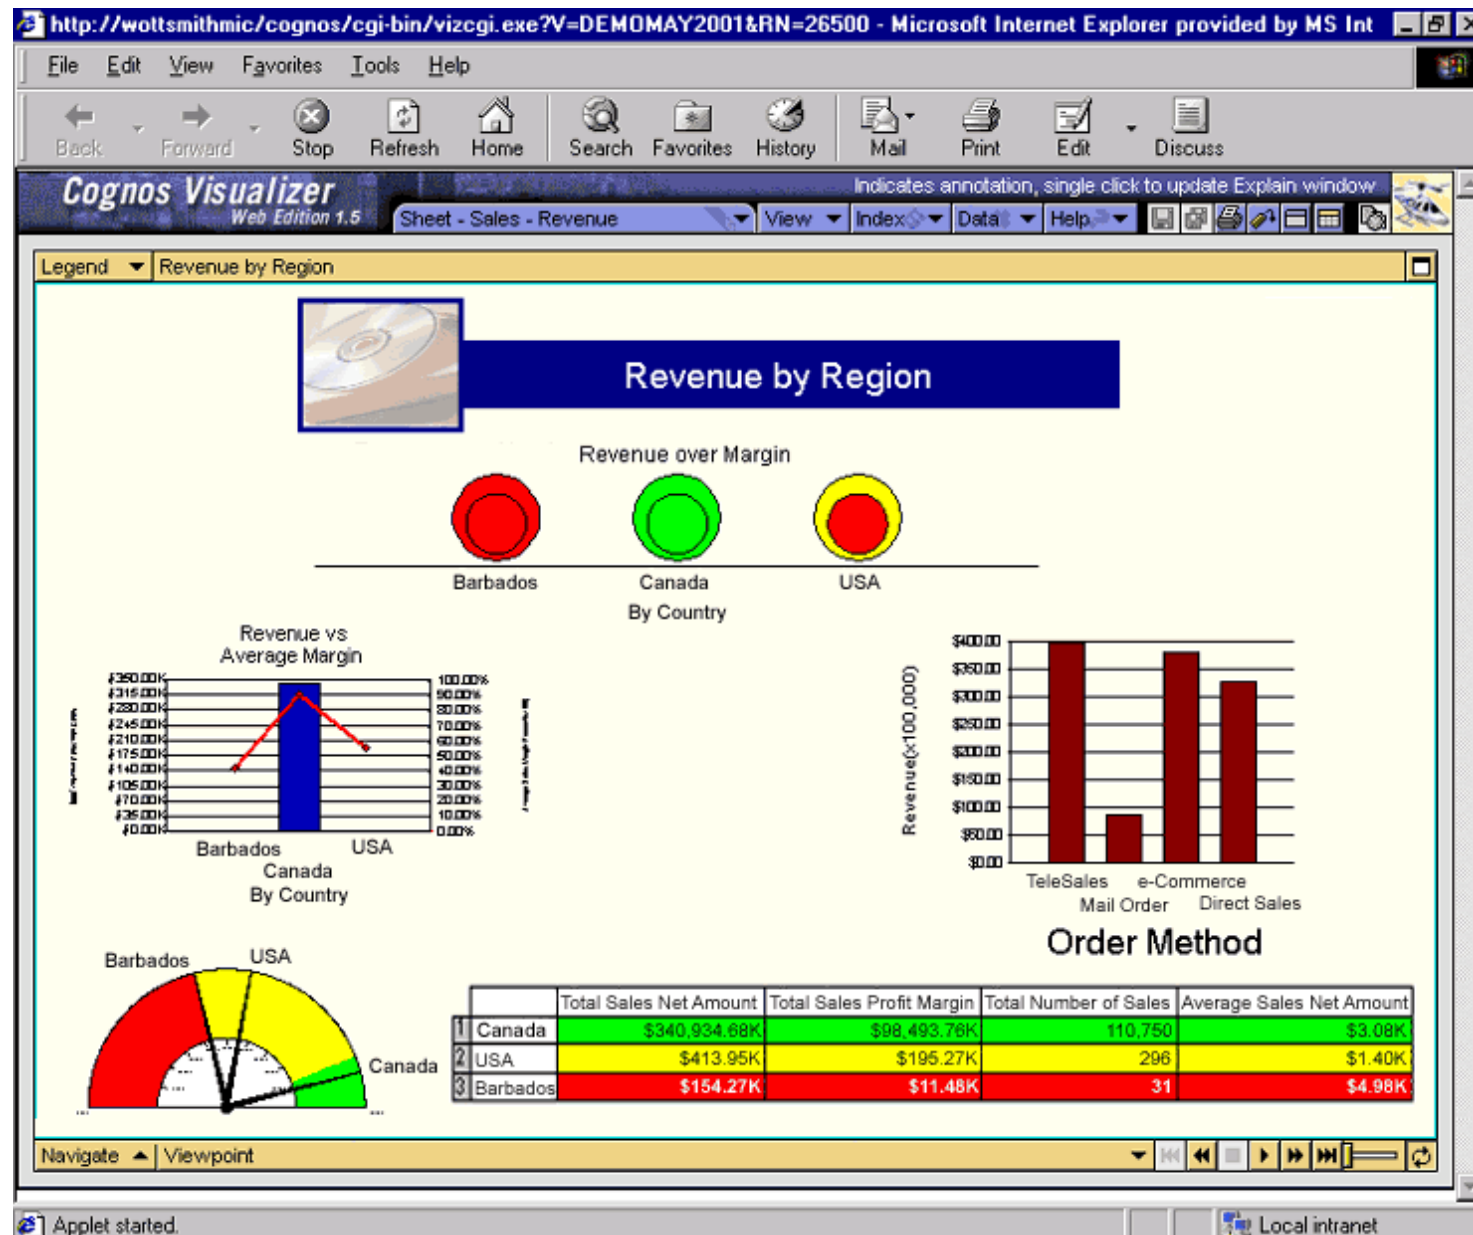 http://wottsmithmic/cognos/cgi-bin/vizcgi.exe?V=DEMOMAY2001&RN=26500 - Microsoft Internet Explorer provided by MS Int
File Edit View Favorites Tools Help
Back Forward Stop Refresh Home Search Favorites History Mail Print Edit Discuss
Cognos Visualizer
Web Edition 1.5
Indicates annotation, single click to update Explain window
Sheet - Sales - Revenue View Index Data Help
Legend Revenue by Region
Revenue by Region
Revenue over Margin
Barbados Canada USA
By Country
Revenue vs
Average Margin
$350.00K 100.00%
$315.00K 90.00%
$280.00K 80.00%
$245.00K 70.00%
$210.00K 60.00%
$175.00K 50.00%
$140.00K 40.00%
$105.00K 30.00%
$70.00K 20.00%
$35.00K 10.00%
$0.00K 0.00%
Barbados USA
Canada
By Country
Revenue(x100,000)
$400.00
$350.00
$300.00
$250.00
$200.00
$150.00
$100.00
$50.00
$0.00
TeleSales e-Commerce
Mail Order Direct Sales
Order Method
Barbados USA
Canada
Total Sales Net Amount Total Sales Profit Margin Total Number of Sales Average Sales Net Amount
1 Canada $340,934.68K $98,493.76K 110,750 $3.08K
2 USA $413.95K $195.27K 296 $1.40K
3 Barbados $154.27K $11.48K 31 $4.98K
Navigate Viewpoint
Applet started. Local intranet